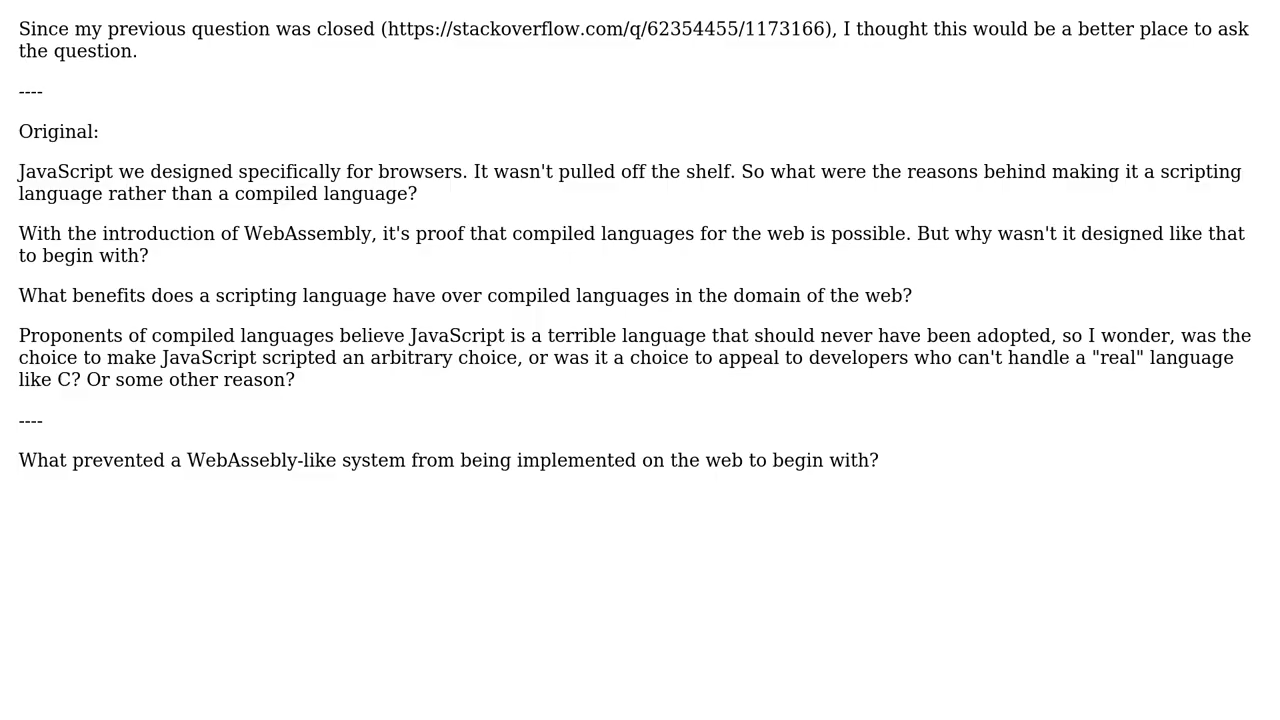 Since my previous question was closed (https://stackoverflow.com/q/62354455/1173166), I thought this would be a better place to ask
the question.
----
Original:
JavaScript we designed specifically for browsers. It wasn't pulled off the shelf. So what were the reasons behind making it a scripting
language rather than a compiled language?
With the introduction of WebAssembly, it's proof that compiled languages for the web is possible. But why wasn't it designed like that
to begin with?
What benefits does a scripting language have over compiled languages in the domain of the web?
Proponents of compiled languages believe JavaScript is a terrible language that should never have been adopted, so I wonder, was the
choice to make JavaScript scripted an arbitrary choice, or was it a choice to appeal to developers who can't handle a "real" language
like C? Or some other reason?
----
What prevented a WebAssebly-like system from being implemented on the web to begin with?